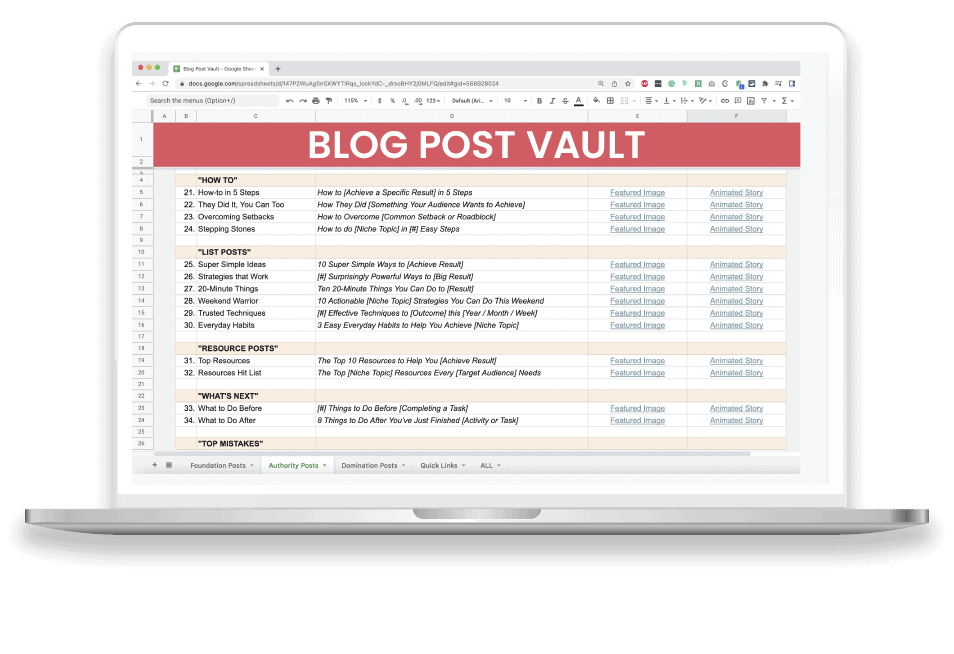 Blog Post Vault - Google Shee
docs.google.com/spreadsheets/d/
Search the menus (Option+/)
115% $ % .0 .00 123 Default (Ari... 10 B I S A
A B C D E F
1 BLOG POST VAULT
2
3
4 "HOW TO"
5 21. How-to in 5 Steps How to [Achieve a Specific Result] in 5 Steps Featured Image Animated Story
6 22. They Did It, You Can Too How They Did [Something Your Audience Wants to Achieve] Featured Image Animated Story
7 23. Overcoming Setbacks How to Overcome [Common Setback or Roadblock] Featured Image Animated Story
8 24. Stepping Stones How to do [Niche Topic] in [#] Easy Steps Featured Image Animated Story
9
10 "LIST POSTS"
11 25. Super Simple Ideas 10 Super Simple Ways to [Achieve Result] Featured Image Animated Story
12 26. Strategies that Work [#] Surprisingly Powerful Ways to [Big Result] Featured Image Animated Story
13 27. 20-Minute Things Ten 20-Minute Things You Can Do to [Result] Featured Image Animated Story
14 28. Weekend Warrior 10 Actionable [Niche Topic] Strategies You Can Do This Weekend Featured Image Animated Story
15 29. Trusted Techniques [#] Effective Techniques to [Outcome] this [Year / Month / Week] Featured Image Animated Story
16 30. Everyday Habits 3 Easy Everyday Habits to Help You Achieve [Niche Topic] Featured Image Animated Story
17
18 "RESOURCE POSTS"
19 31. Top Resources The Top 10 Resources to Help You [Achieve Result] Featured Image Animated Story
20 32. Resources Hit List The Top [Niche Topic] Resources Every [Target Audience] Needs Featured Image Animated Story
21
22 "WHAT'S NEXT"
23 33. What to Do Before [#] Things to Do Before [Completing a Task] Featured Image Animated Story
24 34. What to Do After 8 Things to Do After You've Just Finished [Activity or Task] Featured Image Animated Story
25
26 "TOP MISTAKES"
Foundation Posts Authority Posts Domination Posts Quick Links ALL